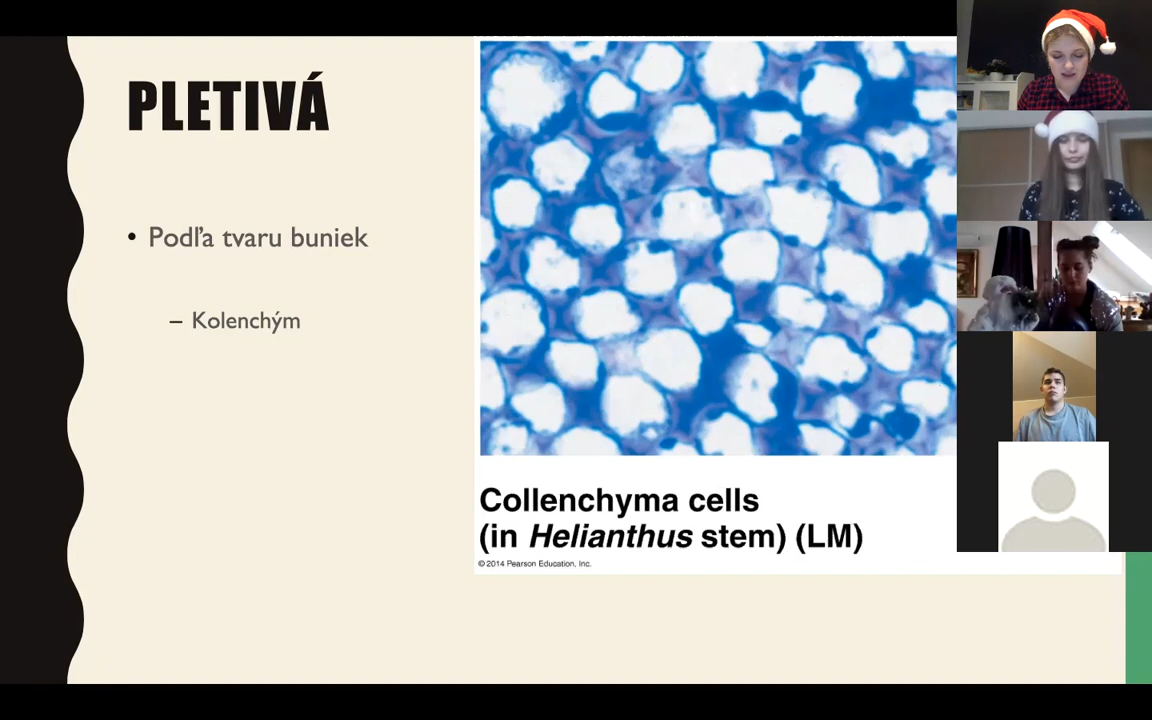 PLETIVÁ
• Podľa tvaru buniek
– Kolenchým
Collenchyma cells
(in Helianthus stem) (LM)
© 2014 Pearson Education, Inc.